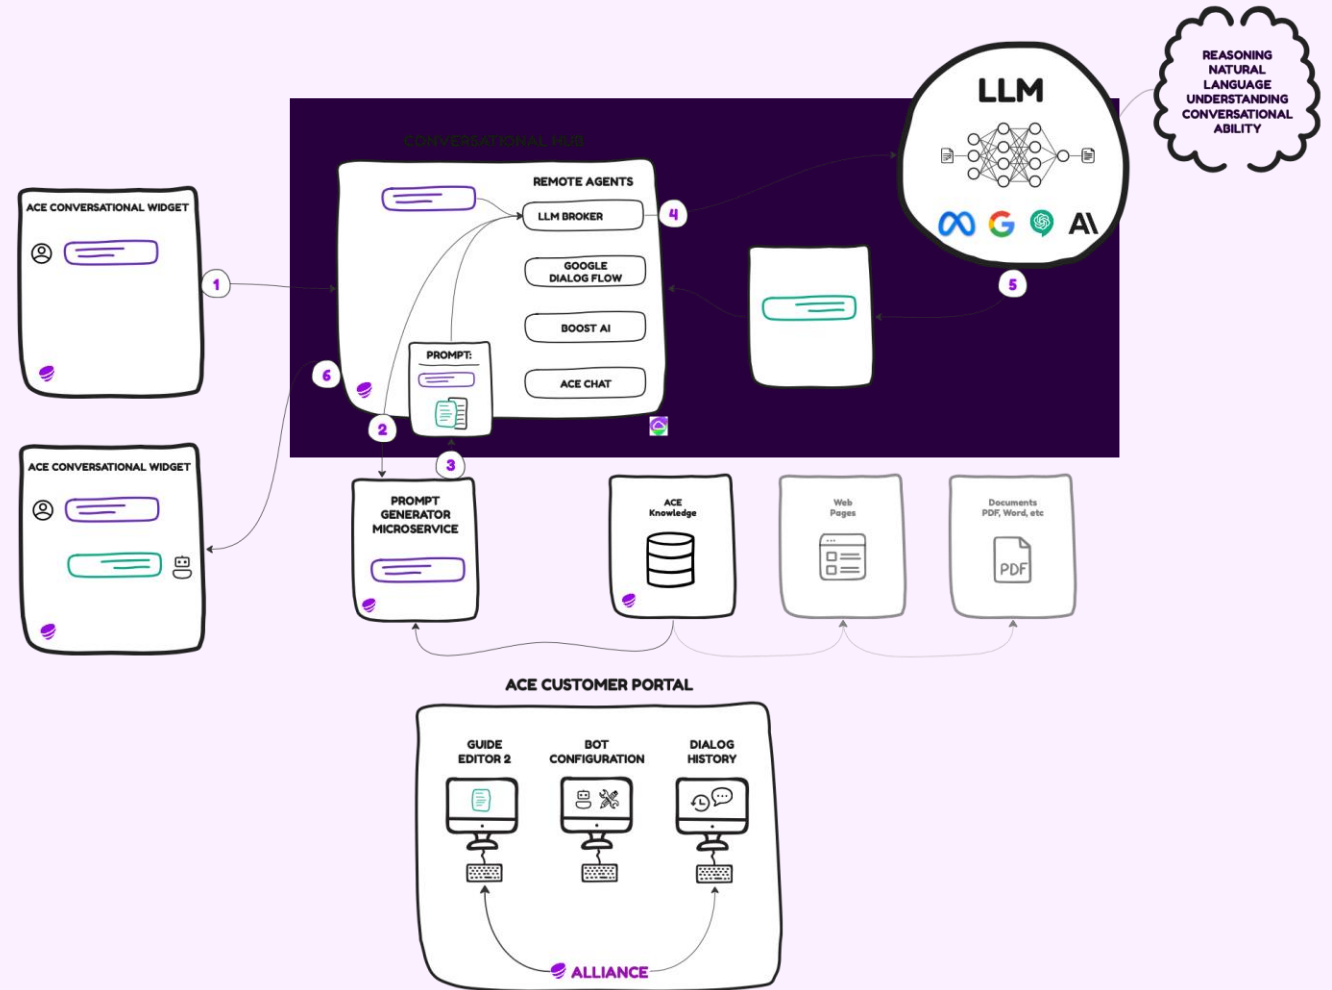 REASONING
NATURAL
LANGUAGE
UNDERSTANDING
CONVERSATIONAL
ABILITY
LLM
CONVERSATIONAL HUB
ACE CONVERSATIONAL WIDGET
1
REMOTE AGENTS
LLM BROKER
4
GOOGLE
DIALOG FLOW
BOOST AI
ACE CHAT
PROMPT:
5
6
2
3
ACE CONVERSATIONAL WIDGET
PROMPT
GENERATOR
MICROSERVICE
ACE
Knowledge
Web
Pages
Documents
PDF, Word, etc
PDF
ACE CUSTOMER PORTAL
GUIDE
EDITOR 2
BOT
CONFIGURATION
DIALOG
HISTORY
ALLIANCE